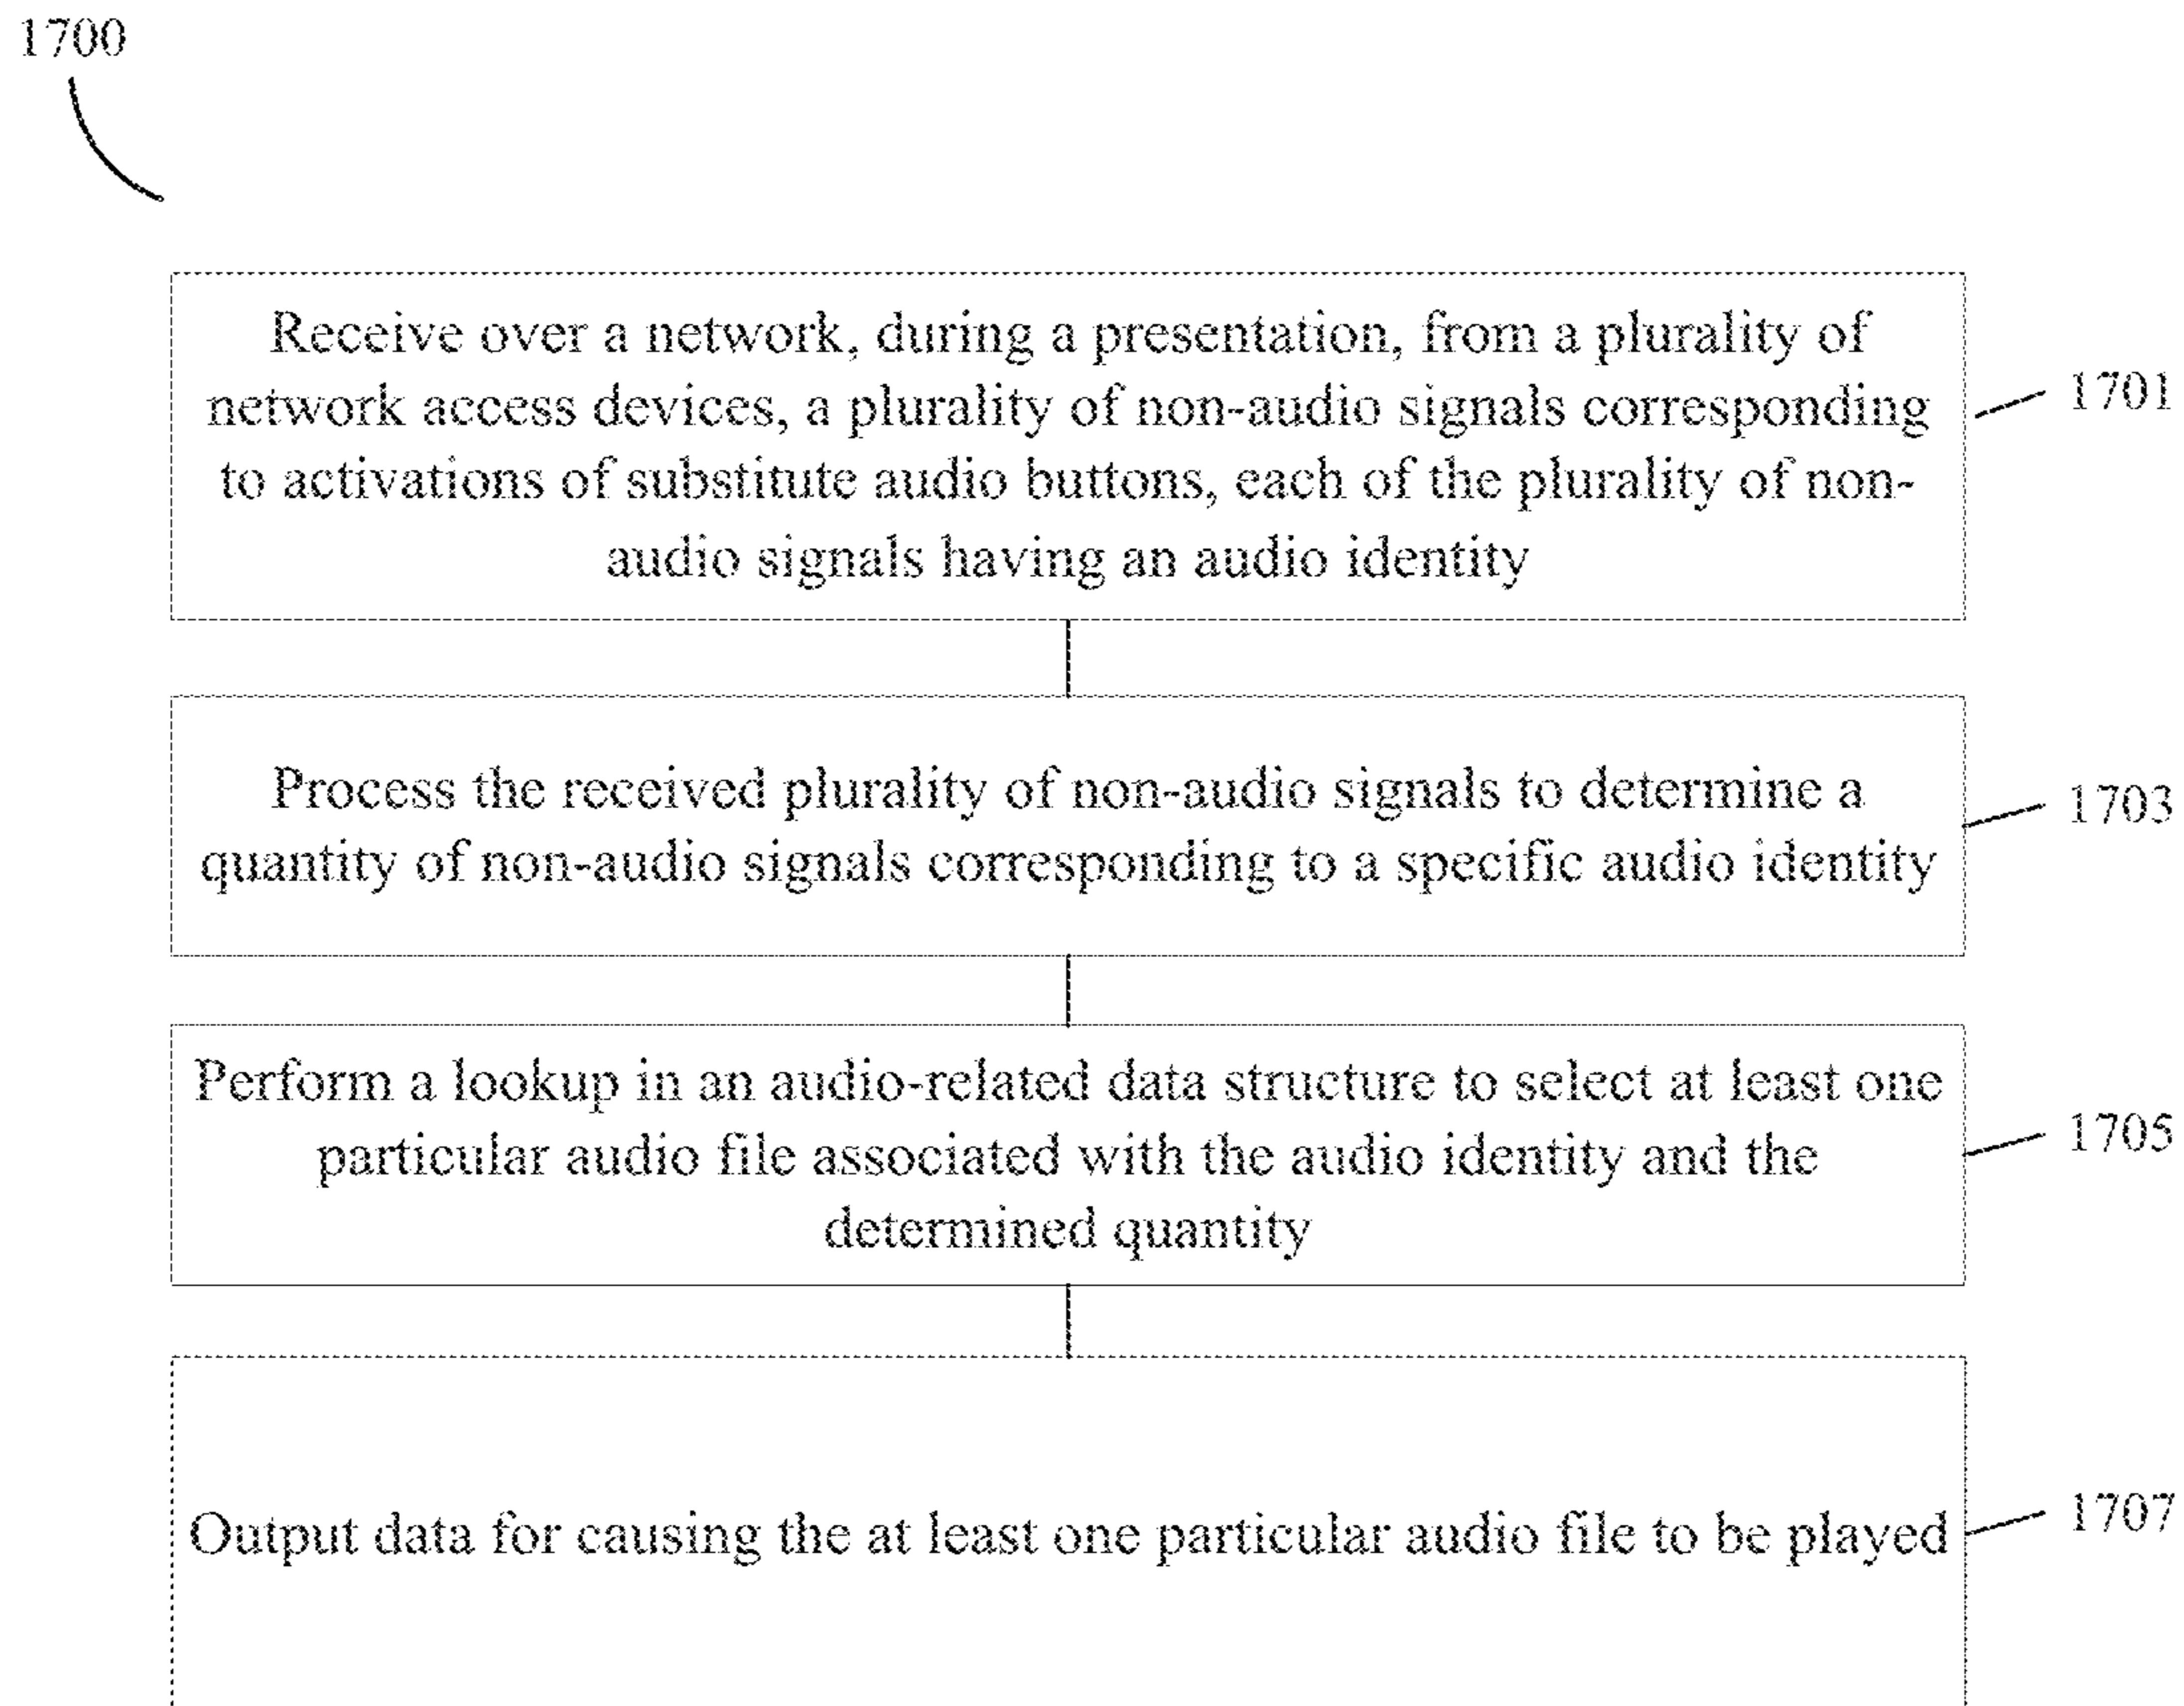 1700
Receive over a network, during a presentation, from a plurality of
network access devices, a plurality of non-audio signals corresponding
to activations of substitute audio buttons, each of the plurality of non-
audio signals having an audio identity
1701
Process the received plurality of non-audio signals to determine a
quantity of non-audio signals corresponding to a specific audio identity
1703
Perform a lookup in an audio-related data structure to select at least one
particular audio file associated with the audio identity and the
determined quantity
1705
Output data for causing the at least one particular audio file to be played
1707